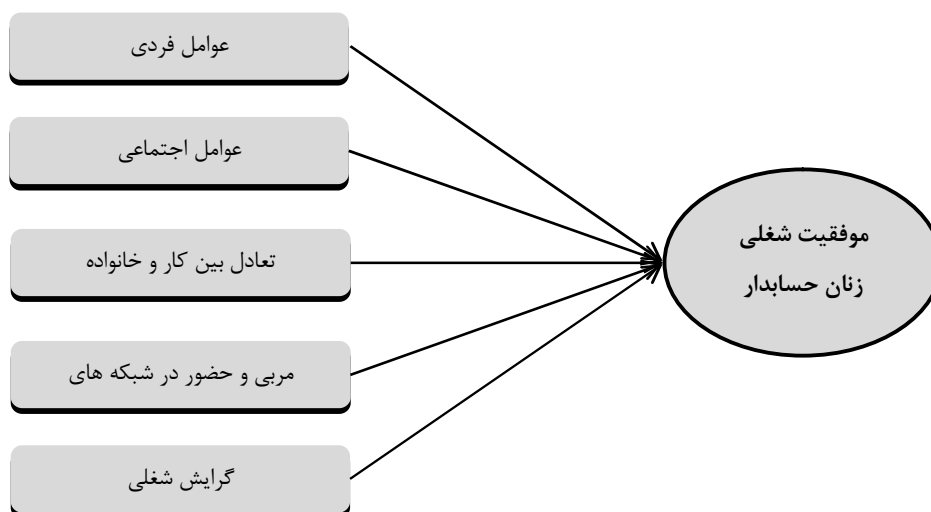 عوامل فردی
عوامل اجتماعی
تعادل بین کار و خانواده
مربی و حضور در شبکه های
گرایش شغلی
موفقیت شغلی
زنان حسابدار